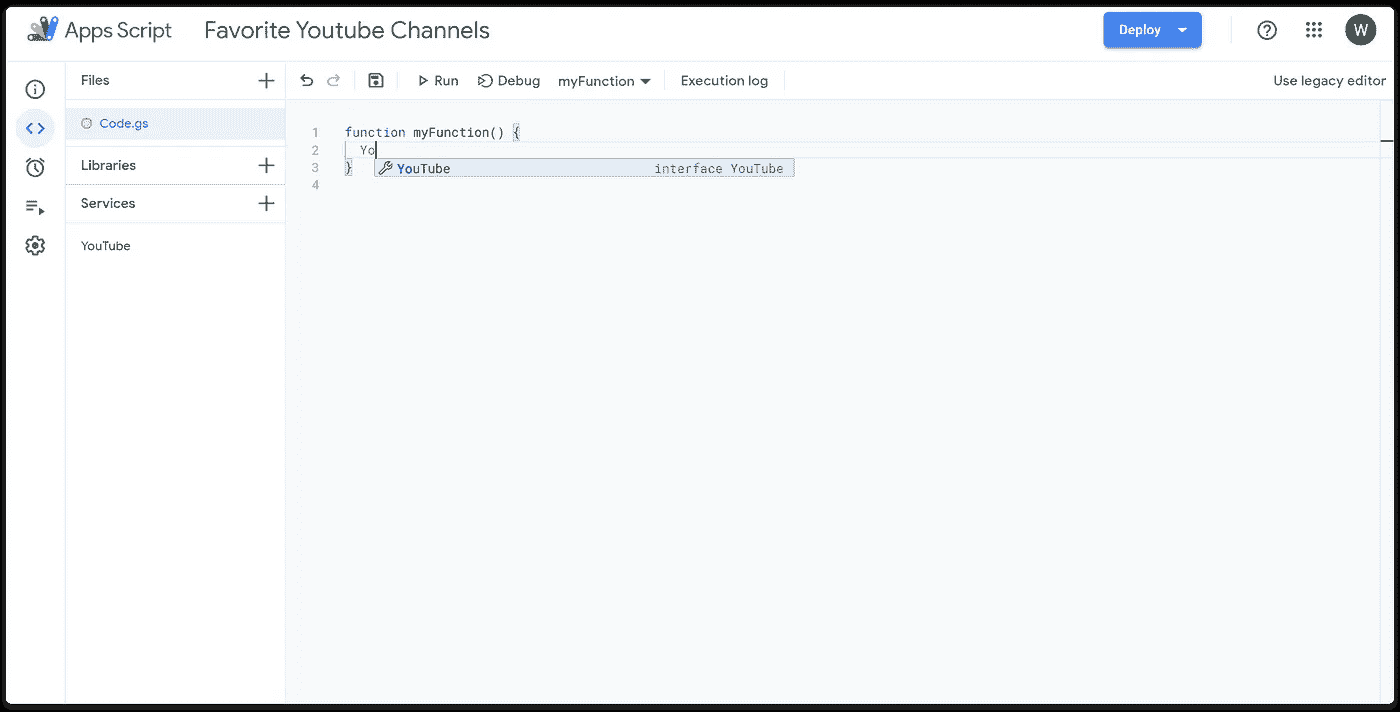 Apps Script Favorite Youtube Channels Deploy W
Files Run Debug myFunction Execution log Use legacy editor
Code.gs
Libraries
Services
YouTube
1 function myFunction() {
2 Yo
YouTube interface YouTube
3 }
4